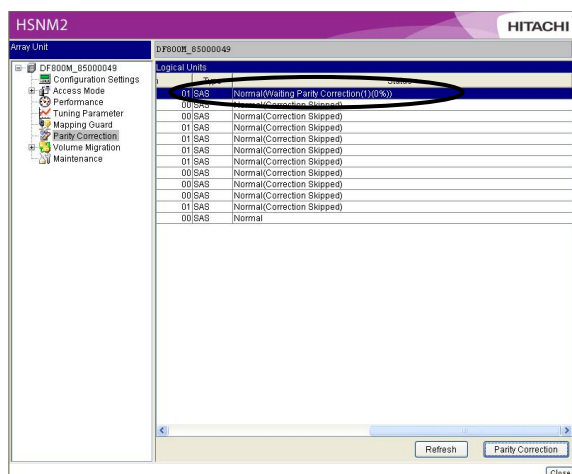 HSNM2
HITACHI
Array Unit
DF800M_85000049
DF800M_85000049
Configuration Settings
Access Mode
Performance
Tuning Parameter
Mapping Guard
Parity Correction
Volume Migration
Maintenance
Logical Units
Type Status
01 SAS Normal(Waiting Parity Correction(1)(0%))
00 SAS Normal(Correction Skipped)
00 SAS Normal(Correction Skipped)
01 SAS Normal(Correction Skipped)
01 SAS Normal(Correction Skipped)
01 SAS Normal(Correction Skipped)
01 SAS Normal(Correction Skipped)
00 SAS Normal(Correction Skipped)
00 SAS Normal(Correction Skipped)
00 SAS Normal(Correction Skipped)
01 SAS Normal(Correction Skipped)
00 SAS Normal
Refresh Parity Correction
Close